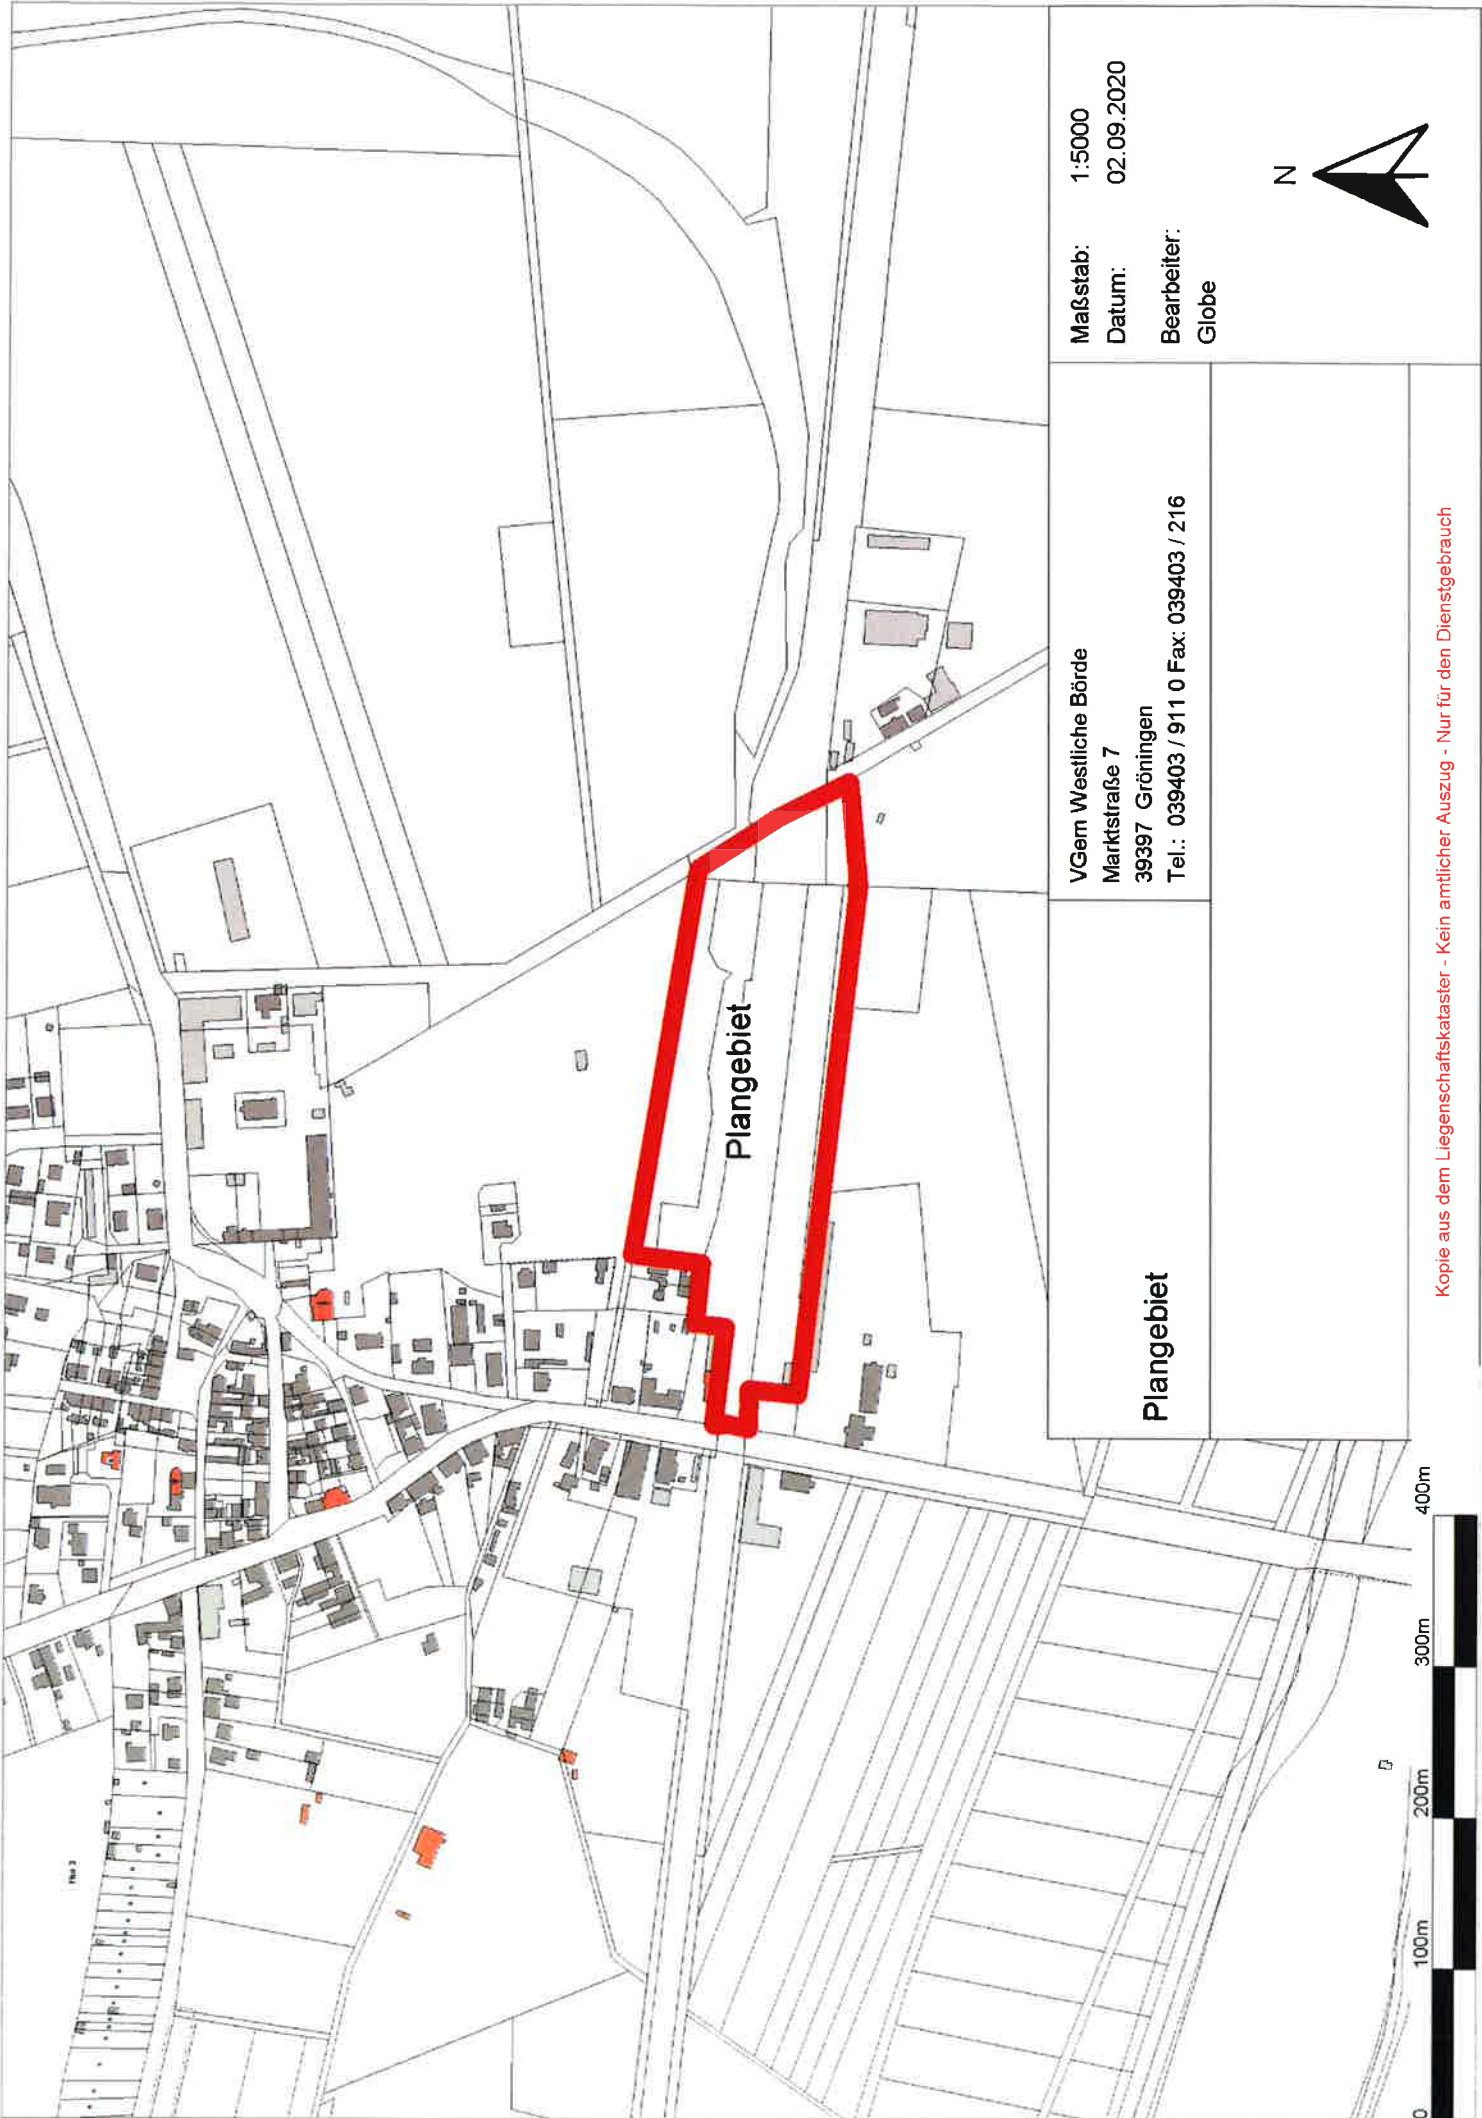 Flur 3
Plangebiet
Plangebiet
VGem Westliche Börde
Marktstraße 7
39397 Gröningen
Tel.: 039403 / 911 0 Fax: 039403 / 216
Maßstab: 1:5000
Datum: 02.09.2020
Bearbeiter:
Globe
N
0 100m 200m 300m 400m
Kopie aus dem Liegenschaftskataster - Kein amtlicher Auszug - Nur für den Dienstgebrauch